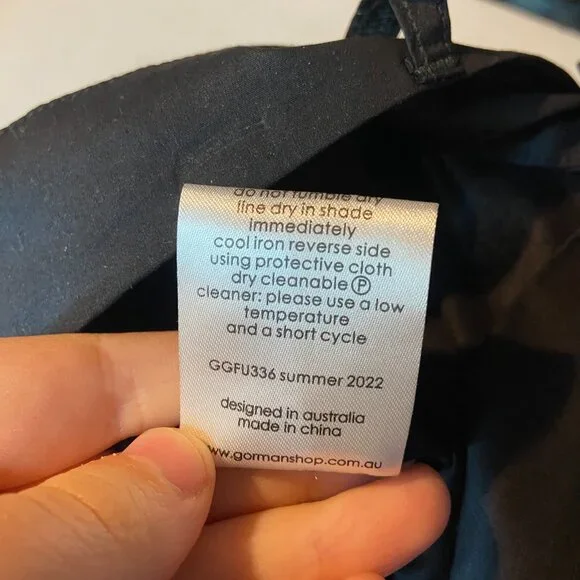 do not tumble dry
line dry in shade
immediately
cool iron reverse side
using protective cloth
dry cleanable Ⓟ
cleaner: please use a low
temperature
and a short cycle
GGFU336 summer 2022
designed in australia
made in china
www.gormanshop.com.au